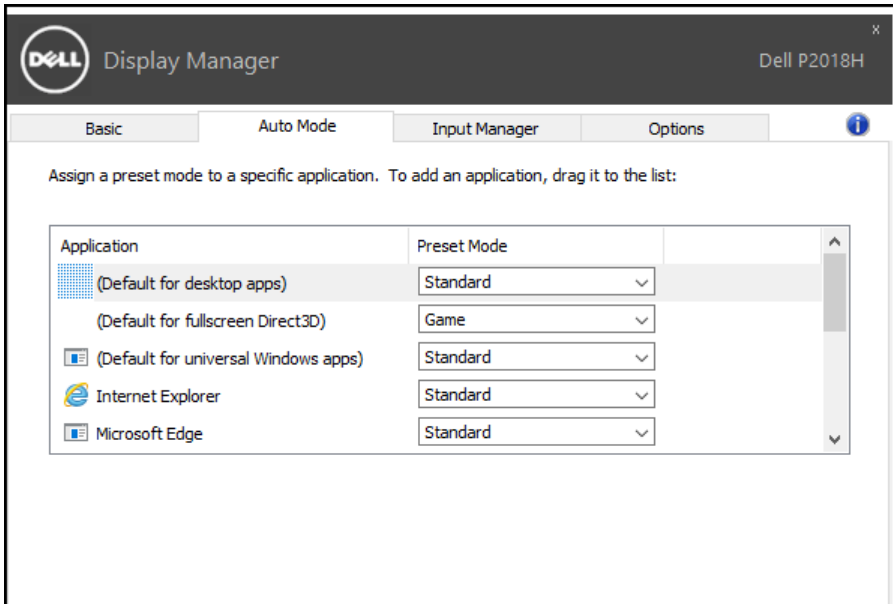 x
DELL Display Manager Dell P2018H
Basic Auto Mode Input Manager Options i
Assign a preset mode to a specific application. To add an application, drag it to the list:
Application Preset Mode
(Default for desktop apps) Standard
(Default for fullscreen Direct3D) Game
(Default for universal Windows apps) Standard
Internet Explorer Standard
Microsoft Edge Standard